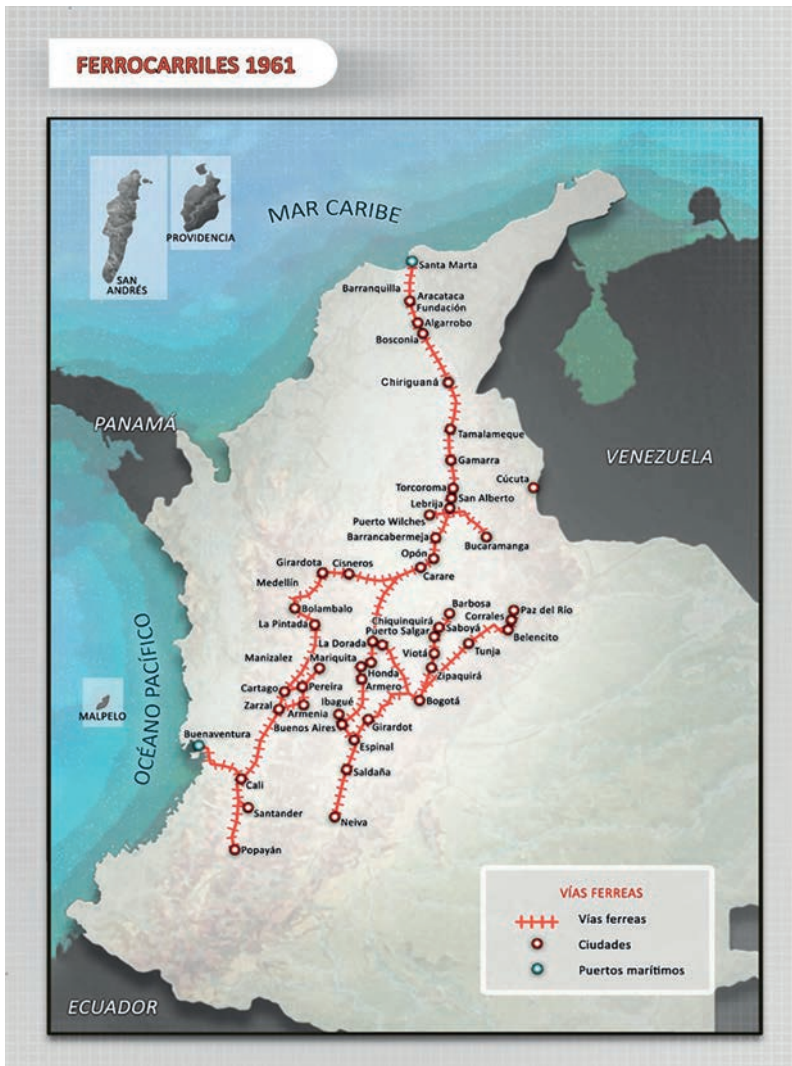 FERROCARRILES 1961
MAR CARIBE
PROVIDENCIA
SAN
ANDRÉS
Santa Marta
Barranquilla
Aracataca
Fundación
Algarrobo
Bosconia
Chiriguaná
PANAMÁ
Tamalameque
VENEZUELA
Gamarra
Cúcuta
Torcoroma
San Alberto
Lebrija
Puerto Wilches
Barrancabermeja
Bucaramanga
Opón
Girardota
Cisneros
Carare
Medellín
Bolambalo
Barbosa
Paz del Río
Chiquinquirá
Corrales
La Pintada
Puerto Salgar
Saboyá
Belencito
La Dorada
Tunja
Manizalez
Mariquita
Viotá
Honda
Zipaquirá
Cartago
Pereira
Armero
Bogotá
Zarzal
Ibagué
Armenia
Girardot
Buenos Aires
MALPELO
OCÉANO PACÍFICO
Buenaventura
Espinal
Saldaña
Cali
Santander
Neiva
Popayán
VÍAS FERREAS
Vías ferreas
Ciudades
Puertos marítimos
ECUADOR